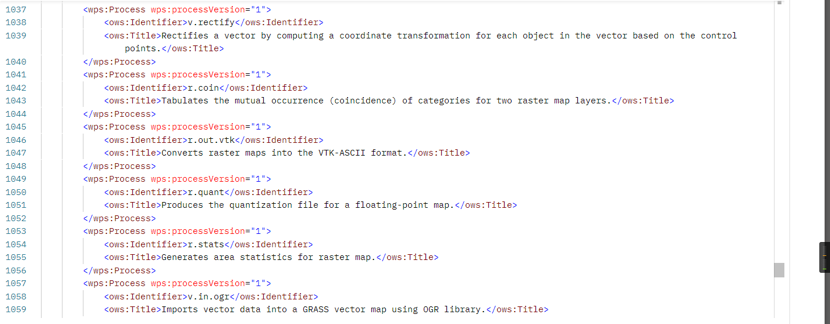 1037 <wps:Process wps:processVersion="1">
1038 <ows:Identifier>v.rectify</ows:Identifier>
1039 <ows:Title>Rectifies a vector by computing a coordinate transformation for each object in the vector based on the control
points.</ows:Title>
1040 </wps:Process>
1041 <wps:Process wps:processVersion="1">
1042 <ows:Identifier>r.coin</ows:Identifier>
1043 <ows:Title>Tabulates the mutual occurrence (coincidence) of categories for two raster map layers.</ows:Title>
1044 </wps:Process>
1045 <wps:Process wps:processVersion="1">
1046 <ows:Identifier>r.out.vtk</ows:Identifier>
1047 <ows:Title>Converts raster maps into the VTK-ASCII format.</ows:Title>
1048 </wps:Process>
1049 <wps:Process wps:processVersion="1">
1050 <ows:Identifier>r.quant</ows:Identifier>
1051 <ows:Title>Produces the quantization file for a floating-point map.</ows:Title>
1052 </wps:Process>
1053 <wps:Process wps:processVersion="1">
1054 <ows:Identifier>r.stats</ows:Identifier>
1055 <ows:Title>Generates area statistics for raster map.</ows:Title>
1056 </wps:Process>
1057 <wps:Process wps:processVersion="1">
1058 <ows:Identifier>v.in.ogr</ows:Identifier>
1059 <ows:Title>Imports vector data into a GRASS vector map using OGR library.</ows:Title>